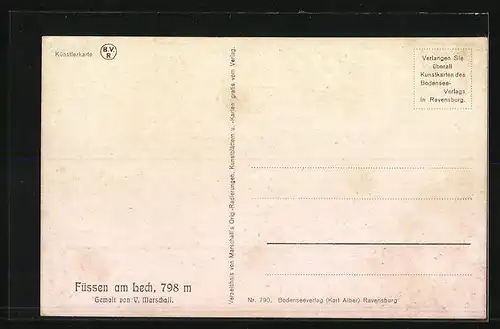 Künstlerkarte
B.V.
R
Verlangen Sie
überall
Kunstkarten des
Bodensee-
Verlags
in Ravensburg.
Verzeichnis von Marschall's Orig.-Radierungen, Kunstblättern u. -Karten gratis vom Verlag.
Füssen am Lech, 798 m
Gemalt von V. Marschall.
Nr. 790. Bodenseeverlag (Karl Alber) Ravensburg